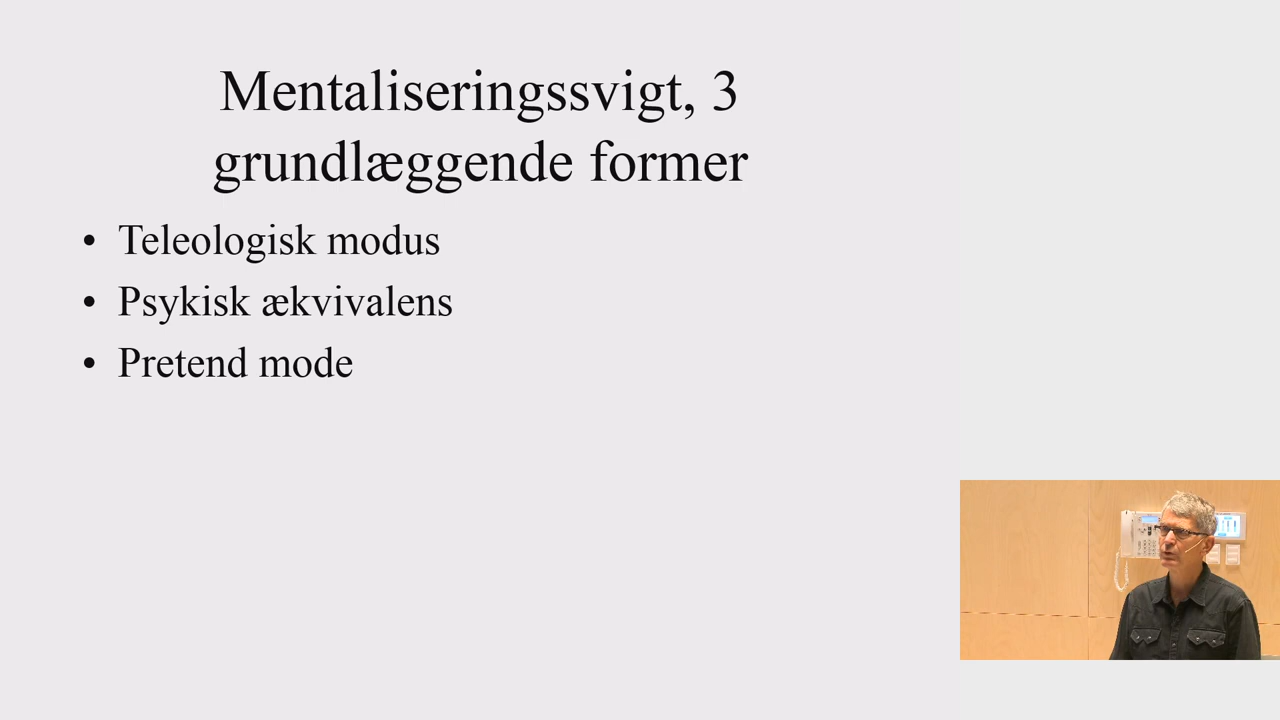 Mentaliseringssvigt, 3
grundlæggende former
• Teleologisk modus
• Psykisk ækvivalens
• Pretend mode